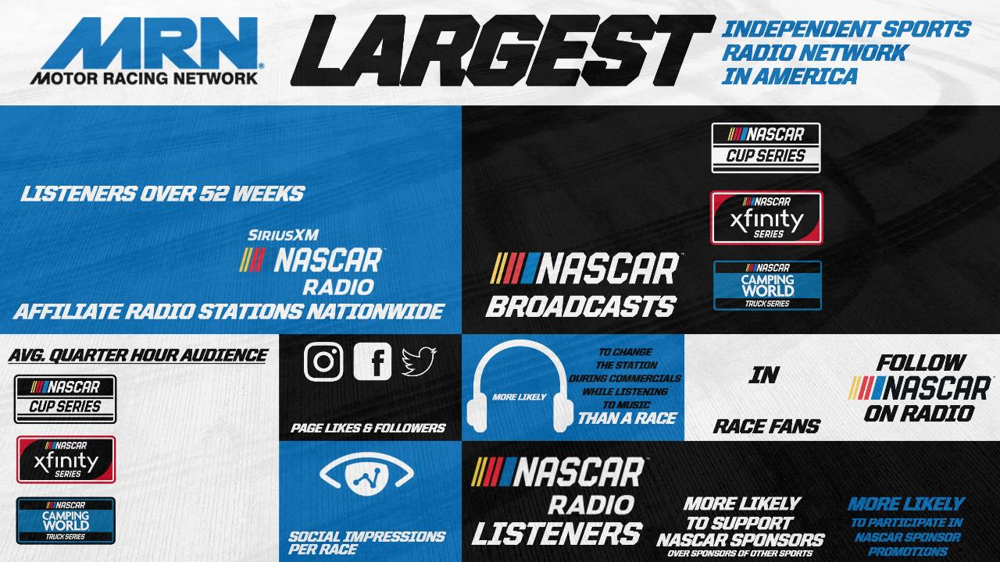 MRN
MOTOR RACING NETWORK
LARGEST
INDEPENDENT SPORTS
RADIO NETWORK
IN AMERICA
LISTENERS OVER 52 WEEKS
SIRIUSXM
NASCAR
RADIO
AFFILIATE RADIO STATIONS NATIONWIDE
NASCAR
BROADCASTS
NASCAR
CUP SERIES
NASCAR
xfinity
SERIES
NASCAR
CAMPING
WORLD
TRUCK SERIES
AVG. QUARTER HOUR AUDIENCE
NASCAR
CUP SERIES
NASCAR
xfinity
SERIES
NASCAR
CAMPING
WORLD
TRUCK SERIES
PAGE LIKES & FOLLOWERS
MORE LIKELY
TO CHANGE
THE STATION
DURING COMMERCIALS
WHILE LISTENING
TO MUSIC
THAN A RACE
IN
RACE FANS
FOLLOW
NASCAR
ON RADIO
SOCIAL IMPRESSIONS
PER RACE
NASCAR
RADIO
LISTENERS
MORE LIKELY
TO SUPPORT
NASCAR SPONSORS
OVER SPONSORS OF OTHER SPORTS
MORE LIKELY
TO PARTICIPATE IN
NASCAR SPONSOR
PROMOTIONS